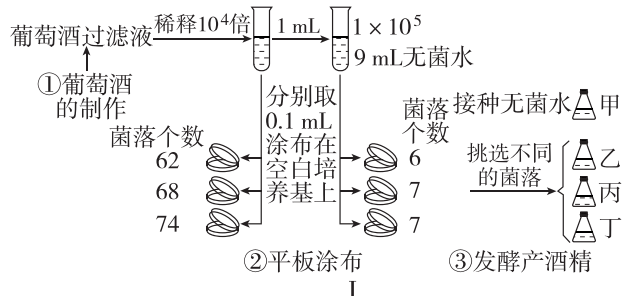 葡萄酒过滤液
稀释10⁴倍
1 mL
1×10⁵
9 mL无菌水
①葡萄酒
的制作
分别取
0.1 mL
涂布在
空白培
养基上
菌落个数
62
68
74
菌落
个数
6
7
7
接种无菌水
甲
挑选不同
的菌落
乙
丙
丁
②平板涂布
③发酵产酒精
I